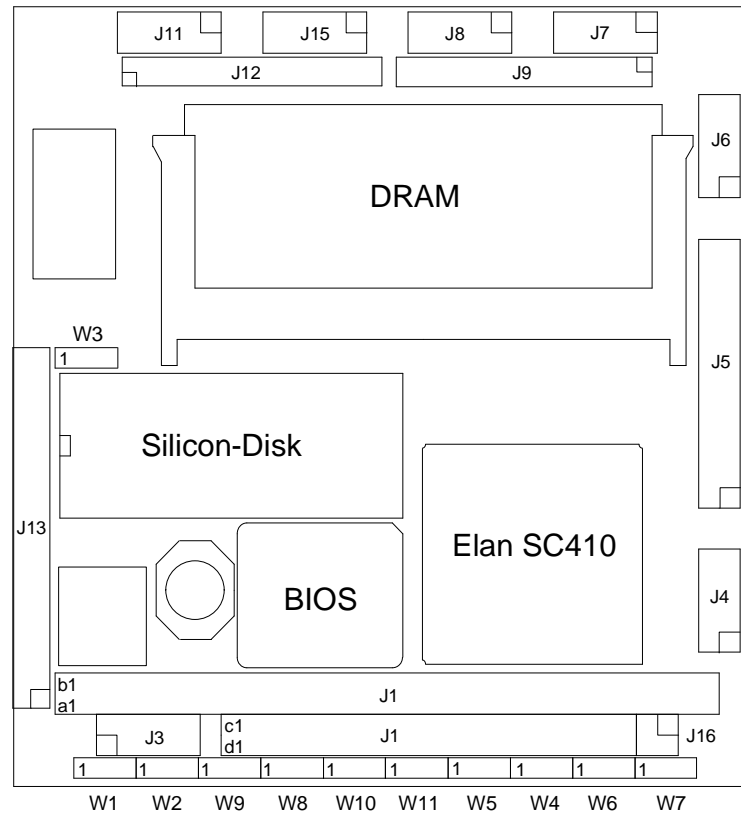 J11 J15 J8 J7
J12 J9
J6
DRAM
W3
1
J5
Silicon-Disk
J13
Elan SC410
BIOS
J4
b1
a1
J1
J3
c1
d1
J1
J16
1 1 1 1 1 1 1 1 1 1
W1 W2 W9 W8 W10 W11 W5 W4 W6 W7